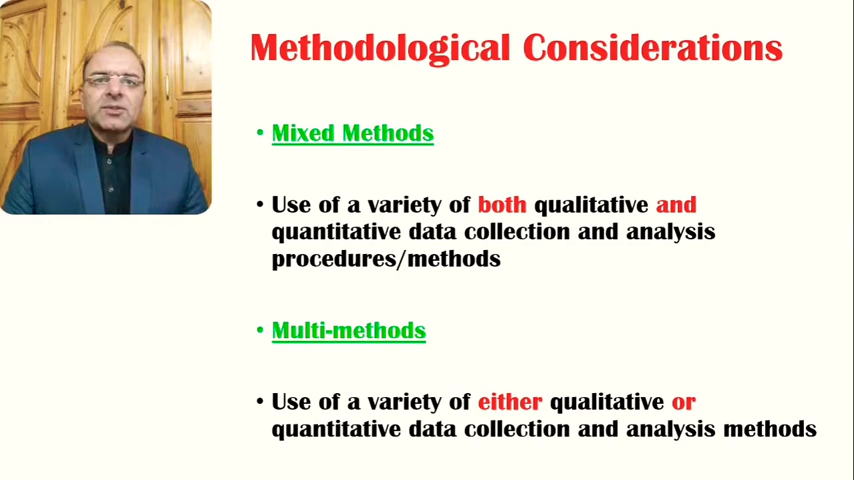 Methodological Considerations
• Mixed Methods
• Use of a variety of both qualitative and
quantitative data collection and analysis
procedures/methods
• Multi-methods
• Use of a variety of either qualitative or
quantitative data collection and analysis methods